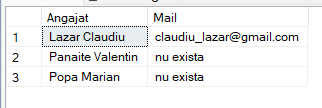 Angajat Mail
1 Lazar Claudiu claudiu_lazar@gmail.com
2 Panaite Valentin nu exista
3 Popa Marian nu exista